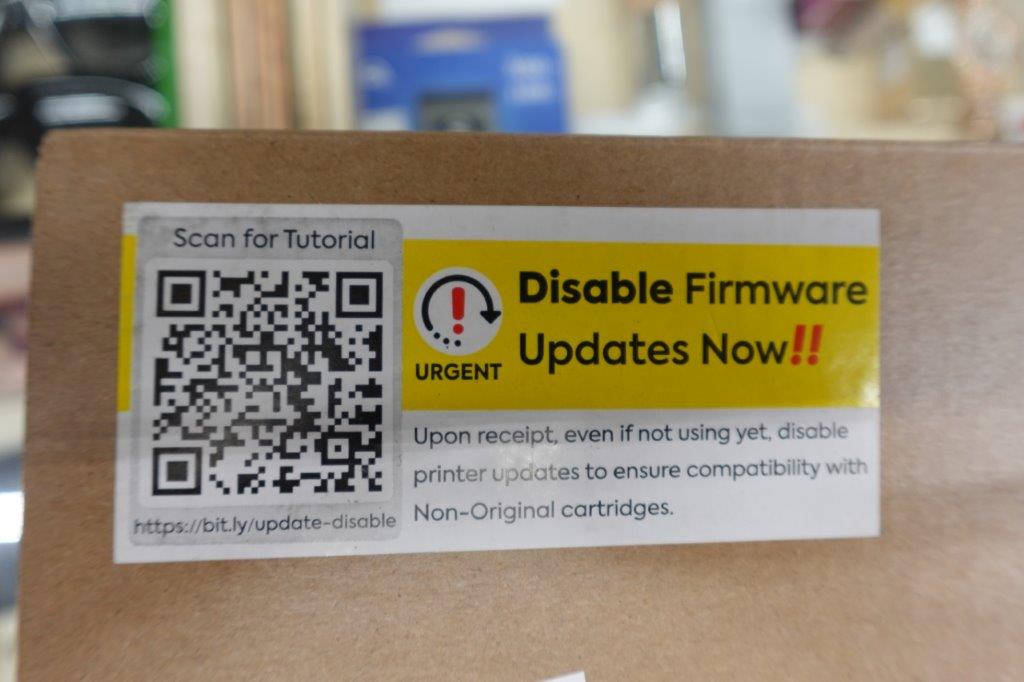 Scan for Tutorial
https://bit.ly/update-disable
URGENT
Disable Firmware
Updates Now!!
Upon receipt, even if not using yet, disable
printer updates to ensure compatibility with
Non-Original cartridges.